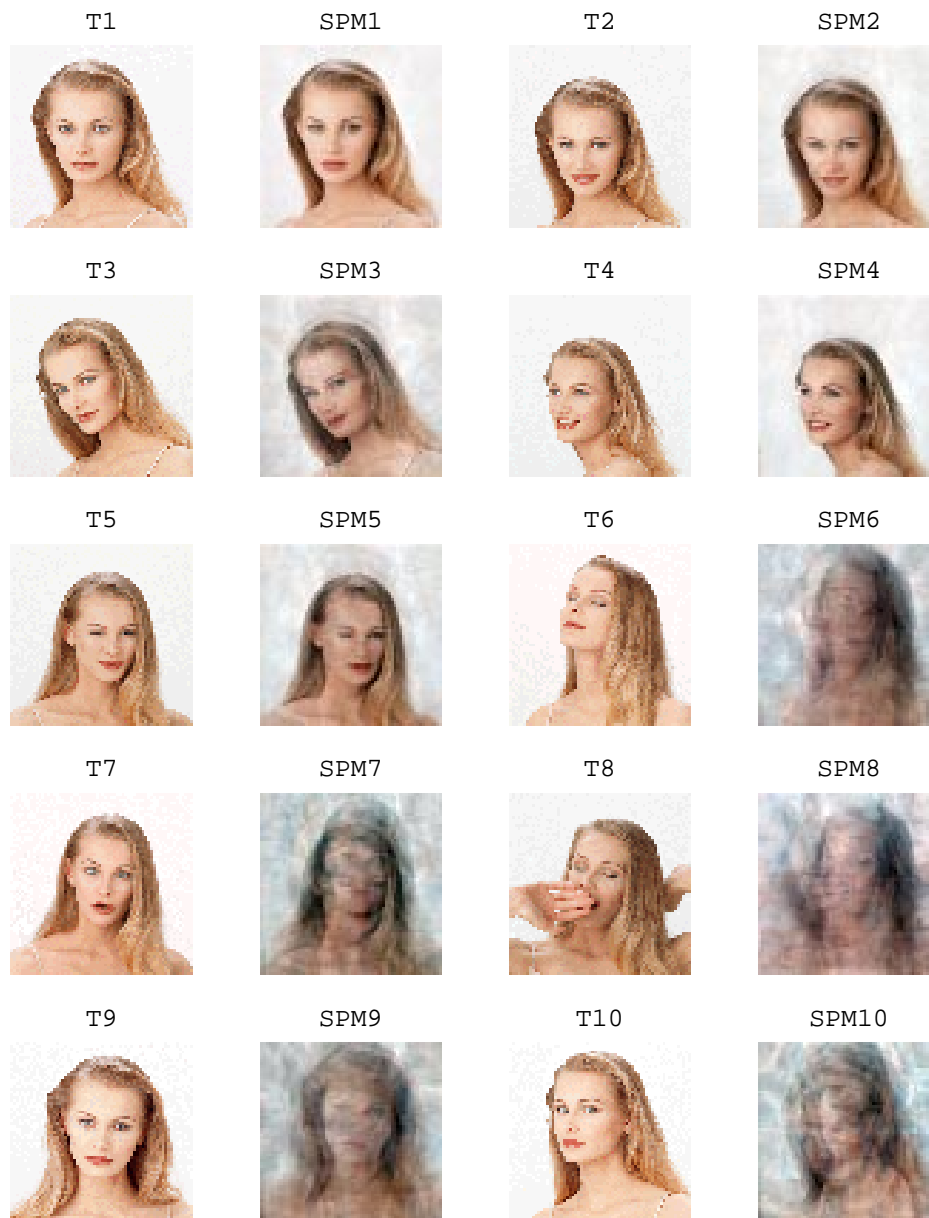 T1 SPM1 T2 SPM2
T3 SPM3 T4 SPM4
T5 SPM5 T6 SPM6
T7 SPM7 T8 SPM8
T9 SPM9 T10 SPM10